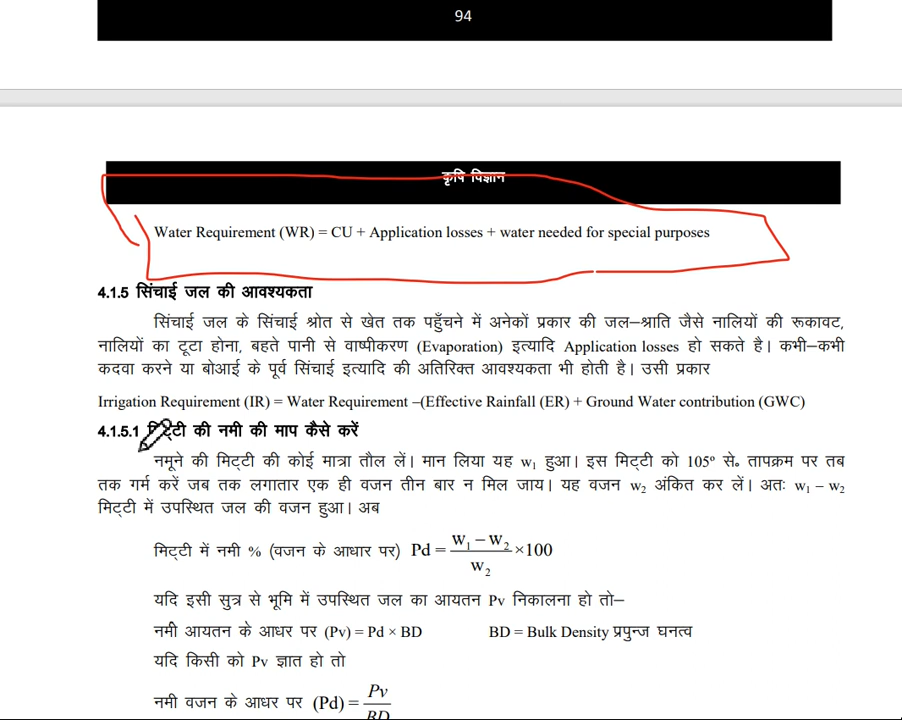 94
कृषि विज्ञान
Water Requirement (WR) = CU + Application losses + water needed for special purposes
4.1.5 सिंचाई जल की आवश्यकता
सिंचाई जल के सिंचाई श्रोत से खेत तक पहुँचने में अनेकों प्रकार की जल–श्राति जैसे नालियों की रूकावट,
नालियों का टूटा होना, बहते पानी से वाष्पीकरण (Evaporation) इत्यादि Application losses हो सकते है। कभी–कभी
कदवा करने या बोआई के पूर्व सिंचाई इत्यादि की अतिरिक्त आवश्यकता भी होती है। उसी प्रकार
Irrigation Requirement (IR) = Water Requirement –(Effective Rainfall (ER) + Ground Water contribution (GWC)
4.1.5.1 मिट्टी की नमी की माप कैसे करें
नमूने की मिट्टी की कोई मात्रा तौल लें। मान लिया यह w₁ हुआ। इस मिट्टी को 105° से० तापक्रम पर तब
तक गर्म करें जब तक लगातार एक ही वजन तीन बार न मिल जाय। यह वजन w₂ अंकित कर लें। अतः w₁ – w₂
मिट्टी में उपस्थित जल की वजन हुआ। अब
मिट्टी में नमी % (वजन के आधार पर) Pd = (w₁ – w₂)/w₂ × 100
यदि इसी सुत्र से भूमि में उपस्थित जल का आयतन Pv निकालना हो तो–
नमी आयतन के आधर पर (Pv) = Pd × BD BD = Bulk Density प्रपुन्ज घनत्व
यदि किसी को Pv ज्ञात हो तो
नमी वजन के आधर पर (Pd) = Pv/BD